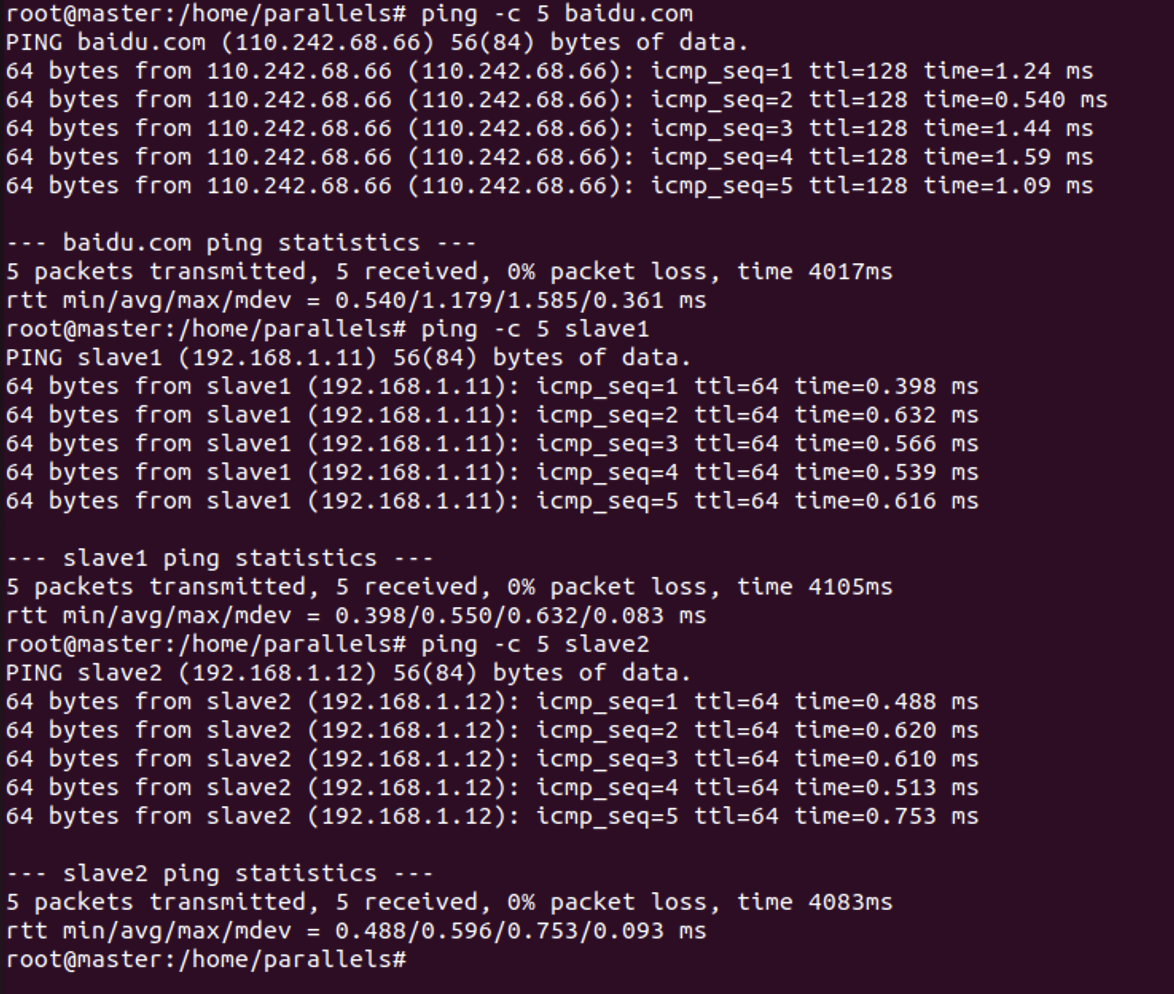 root@master:/home/parallels# ping -c 5 baidu.com
PING baidu.com (110.242.68.66) 56(84) bytes of data.
64 bytes from 110.242.68.66 (110.242.68.66): icmp_seq=1 ttl=128 time=1.24 ms
64 bytes from 110.242.68.66 (110.242.68.66): icmp_seq=2 ttl=128 time=0.540 ms
64 bytes from 110.242.68.66 (110.242.68.66): icmp_seq=3 ttl=128 time=1.44 ms
64 bytes from 110.242.68.66 (110.242.68.66): icmp_seq=4 ttl=128 time=1.59 ms
64 bytes from 110.242.68.66 (110.242.68.66): icmp_seq=5 ttl=128 time=1.09 ms

--- baidu.com ping statistics ---
5 packets transmitted, 5 received, 0% packet loss, time 4017ms
rtt min/avg/max/mdev = 0.540/1.179/1.585/0.361 ms
root@master:/home/parallels# ping -c 5 slave1
PING slave1 (192.168.1.11) 56(84) bytes of data.
64 bytes from slave1 (192.168.1.11): icmp_seq=1 ttl=64 time=0.398 ms
64 bytes from slave1 (192.168.1.11): icmp_seq=2 ttl=64 time=0.632 ms
64 bytes from slave1 (192.168.1.11): icmp_seq=3 ttl=64 time=0.566 ms
64 bytes from slave1 (192.168.1.11): icmp_seq=4 ttl=64 time=0.539 ms
64 bytes from slave1 (192.168.1.11): icmp_seq=5 ttl=64 time=0.616 ms

--- slave1 ping statistics ---
5 packets transmitted, 5 received, 0% packet loss, time 4105ms
rtt min/avg/max/mdev = 0.398/0.550/0.632/0.083 ms
root@master:/home/parallels# ping -c 5 slave2
PING slave2 (192.168.1.12) 56(84) bytes of data.
64 bytes from slave2 (192.168.1.12): icmp_seq=1 ttl=64 time=0.488 ms
64 bytes from slave2 (192.168.1.12): icmp_seq=2 ttl=64 time=0.620 ms
64 bytes from slave2 (192.168.1.12): icmp_seq=3 ttl=64 time=0.610 ms
64 bytes from slave2 (192.168.1.12): icmp_seq=4 ttl=64 time=0.513 ms
64 bytes from slave2 (192.168.1.12): icmp_seq=5 ttl=64 time=0.753 ms

--- slave2 ping statistics ---
5 packets transmitted, 5 received, 0% packet loss, time 4083ms
rtt min/avg/max/mdev = 0.488/0.596/0.753/0.093 ms
root@master:/home/parallels#